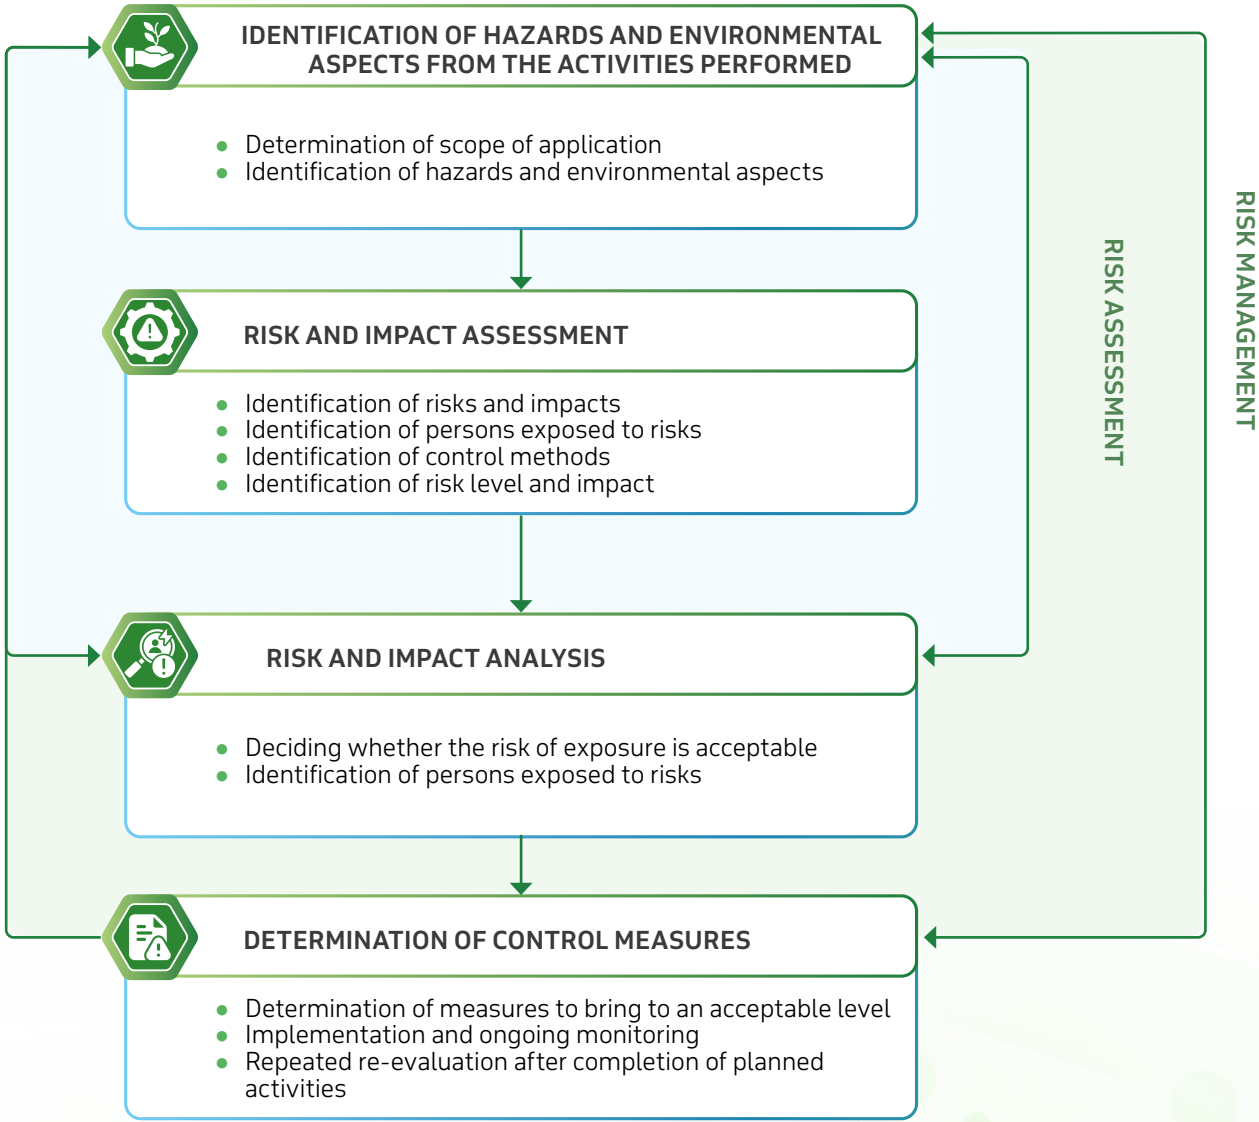 IDENTIFICATION OF HAZARDS AND ENVIRONMENTAL
ASPECTS FROM THE ACTIVITIES PERFORMED
Determination of scope of application
Identification of hazards and environmental aspects
RISK AND IMPACT ASSESSMENT
Identification of risks and impacts
Identification of persons exposed to risks
Identification of control methods
Identification of risk level and impact
RISK AND IMPACT ANALYSIS
Deciding whether the risk of exposure is acceptable
Identification of persons exposed to risks
DETERMINATION OF CONTROL MEASURES
Determination of measures to bring to an acceptable level
Implementation and ongoing monitoring
Repeated re-evaluation after completion of planned
activities
RISK ASSESSMENT
RISK MANAGEMENT